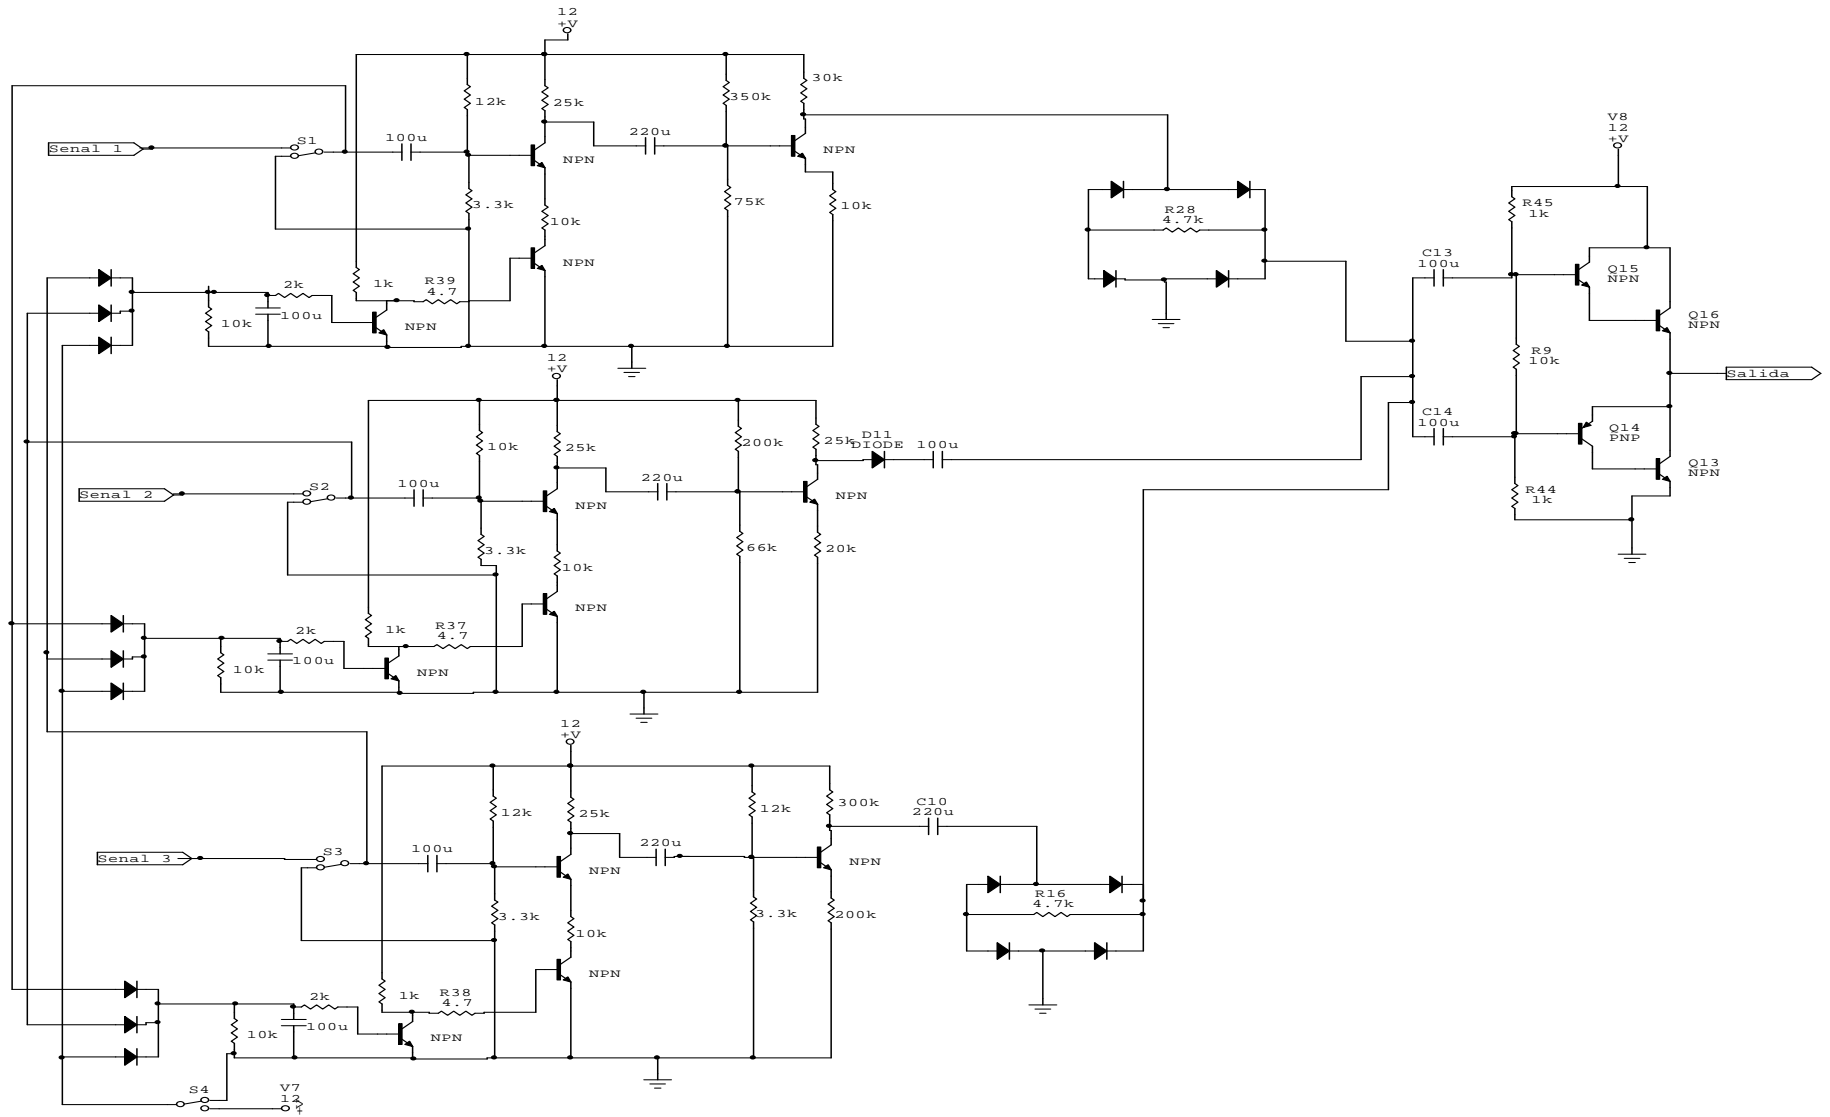 12
+V
30k
12k
25k
350k
Senal 1
S1
100u
220u
NPN
NPN
3.3k
10k
75K
10k
NPN
2k
1k
R39
4.7
10k
100u
NPN
R28
4.7k
V8
12
+V
R45
1k
C13
100u
Q15
NPN
Q16
NPN
R9
10k
Salida
C14
100u
Q14
PNP
Q13
NPN
R44
1k
12
+V
10k
25k
200k
25k
D11
DIODE
100u
Senal 2
S2
100u
220u
NPN
NPN
3.3k
10k
66k
20k
NPN
2k
1k
R37
4.7
10k
100u
NPN
12
+V
12k
25k
12k
300k
C10
220u
Senal 3
S3
100u
220u
NPN
NPN
3.3k
10k
3.3k
200k
R16
4.7k
NPN
2k
1k
R38
4.7
10k
100u
NPN
S4
V7
12
+V